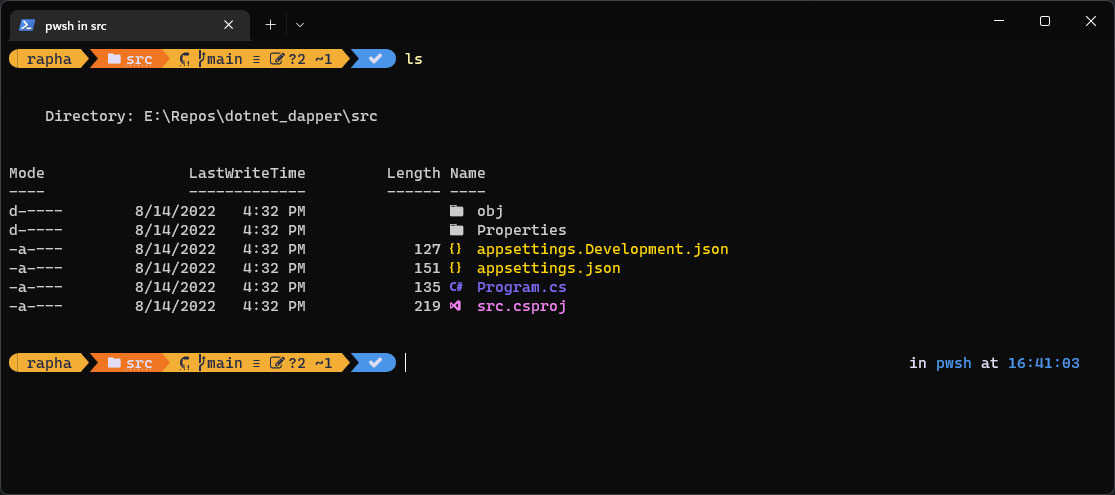 pwsh in src
rapha src main ≡ ?2 ~1 ls
Directory: E:\Repos\dotnet_dapper\src
Mode LastWriteTime Length Name
---- ------------- ------ ----
d----- 8/14/2022 4:32 PM obj
d----- 8/14/2022 4:32 PM Properties
-a---- 8/14/2022 4:32 PM 127 {} appsettings.Development.json
-a---- 8/14/2022 4:32 PM 151 {} appsettings.json
-a---- 8/14/2022 4:32 PM 135 C# Program.cs
-a---- 8/14/2022 4:32 PM 219 src.csproj
rapha src main ≡ ?2 ~1 in pwsh at 16:41:03